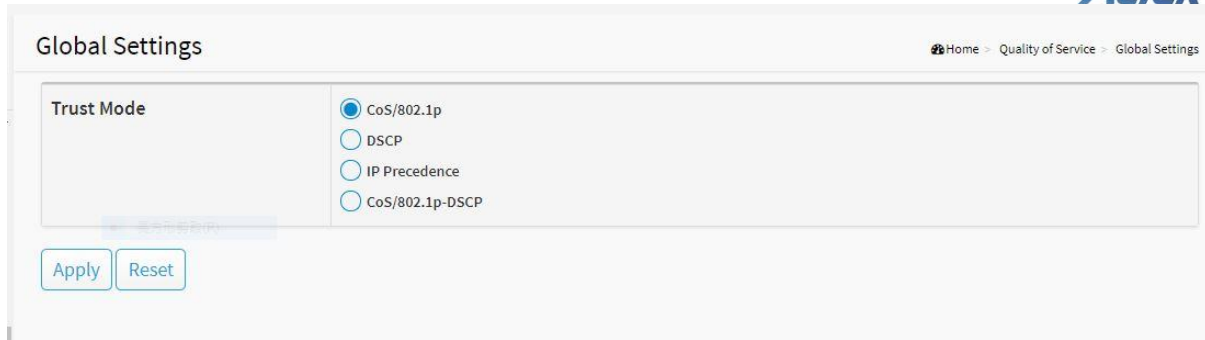 Global Settings
Home > Quality of Service > Global Settings
Trust Mode
CoS/802.1p
DSCP
IP Precedence
CoS/802.1p-DSCP
Apply
Reset